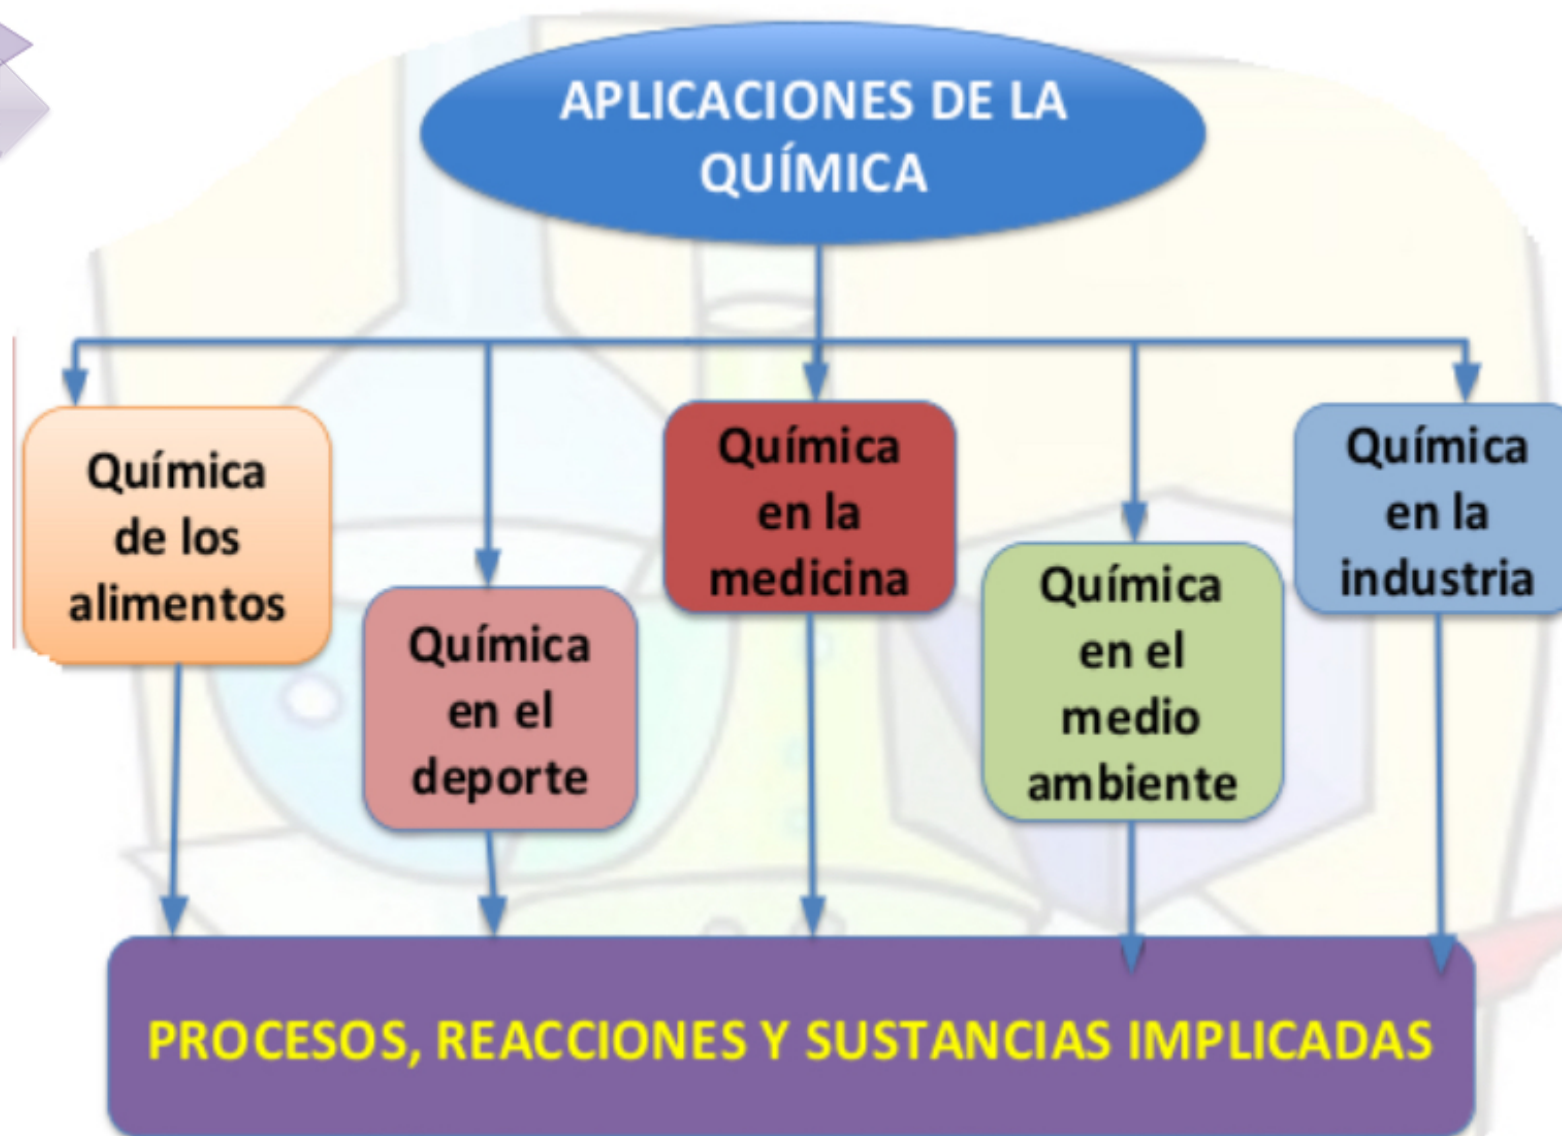 APLICACIONES DE LA
QUÍMICA
Química
de los
alimentos
Química
en el
deporte
Química
en la
medicina
Química
en el
medio
ambiente
Química
en la
industria
PROCESOS, REACCIONES Y SUSTANCIAS IMPLICADAS